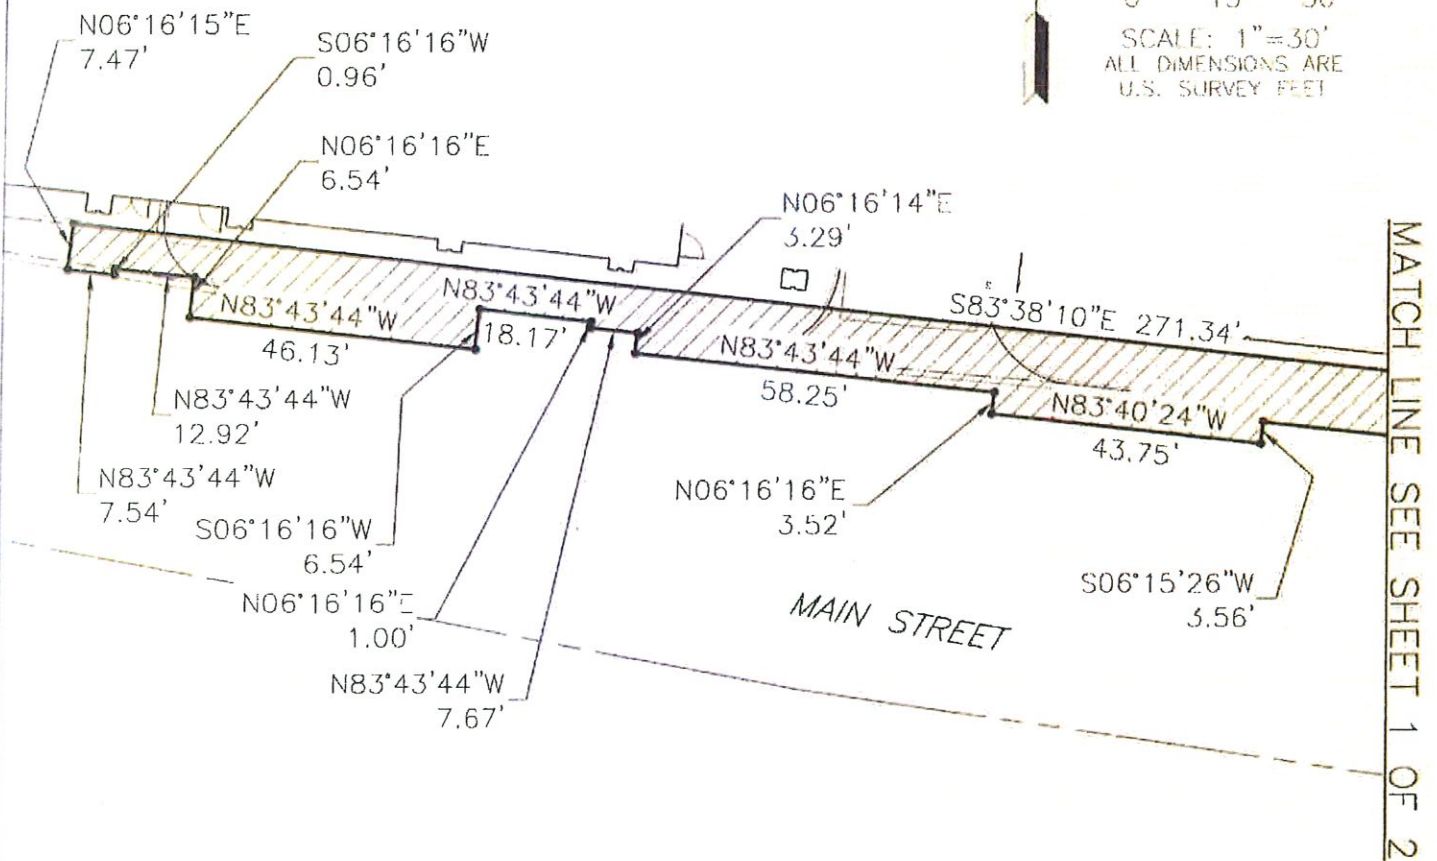 SCALE: 1"=30'
ALL DIMENSIONS ARE
U.S. SURVEY FEET
N06°16'15"E
7.47'
S06°16'16"W
0.96'
N06°16'16"E
6.54'
N06°16'14"E
3.29'
S83°38'10"E 271.34'
N83°43'44"W
46.13'
N83°43'44"W
18.17'
N83°43'44"W
58.25'
N83°40'24"W
43.75'
N83°43'44"W
12.92'
N83°43'44"W
7.54'
S06°16'16"W
6.54'
N06°16'16"E
1.00'
N83°43'44"W
7.67'
N06°16'16"E
3.52'
S06°15'26"W
3.56'
MAIN STREET
MATCH LINE SEE SHEET 1 OF 2